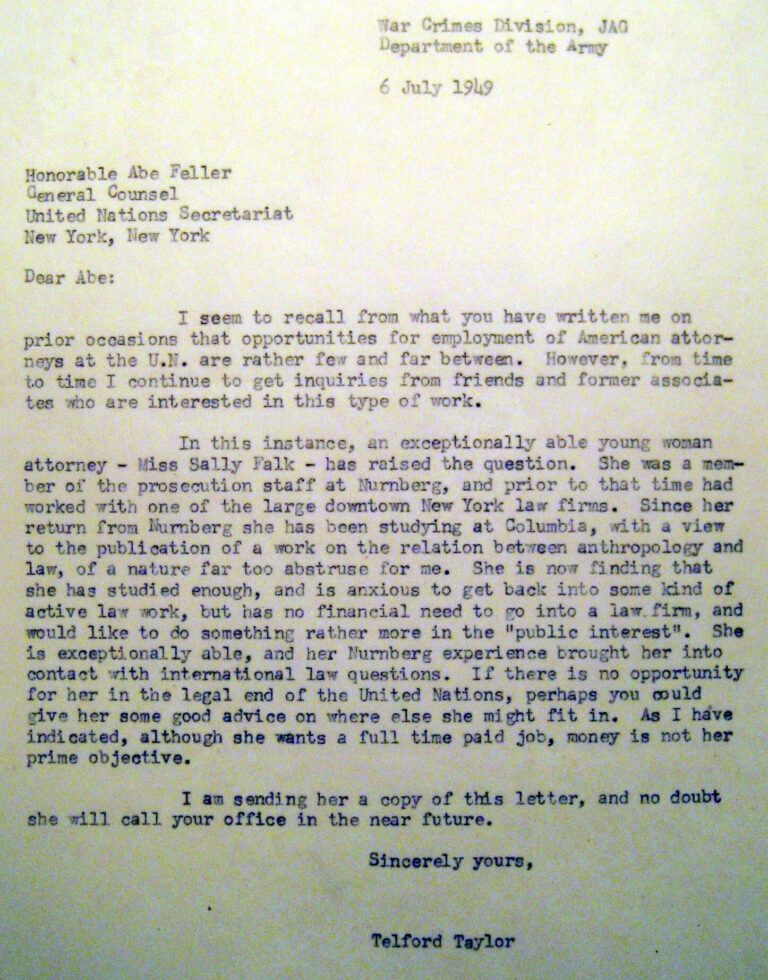 War Crimes Division, JAG
Department of the Army
6 July 1949
Honorable Abe Feller
General Counsel
United Nations Secretariat
New York, New York
Dear Abe:
I seem to recall from what you have written me on
prior occasions that opportunities for employment of American attor-
neys at the U.N. are rather few and far between. However, from time
to time I continue to get inquiries from friends and former associa-
tes who are interested in this type of work.
In this instance, an exceptionally able young woman
attorney - Miss Sally Falk - has raised the question. She was a mem-
ber of the prosecution staff at Nurnberg, and prior to that time had
worked with one of the large downtown New York law firms. Since her
return from Nurnberg she has been studying at Columbia, with a view
to the publication of a work on the relation between anthropology and
law, of a nature far too abstruse for me. She is now finding that
she has studied enough, and is anxious to get back into some kind of
active law work, but has no financial need to go into a law firm, and
would like to do something rather more in the "public interest". She
is exceptionally able, and her Nurnberg experience brought her into
contact with international law questions. If there is no opportunity
for her in the legal end of the United Nations, perhaps you could
give her some good advice on where else she might fit in. As I have
indicated, although she wants a full time paid job, money is not her
prime objective.
I am sending her a copy of this letter, and no doubt
she will call your office in the near future.
Sincerely yours,
Telford Taylor